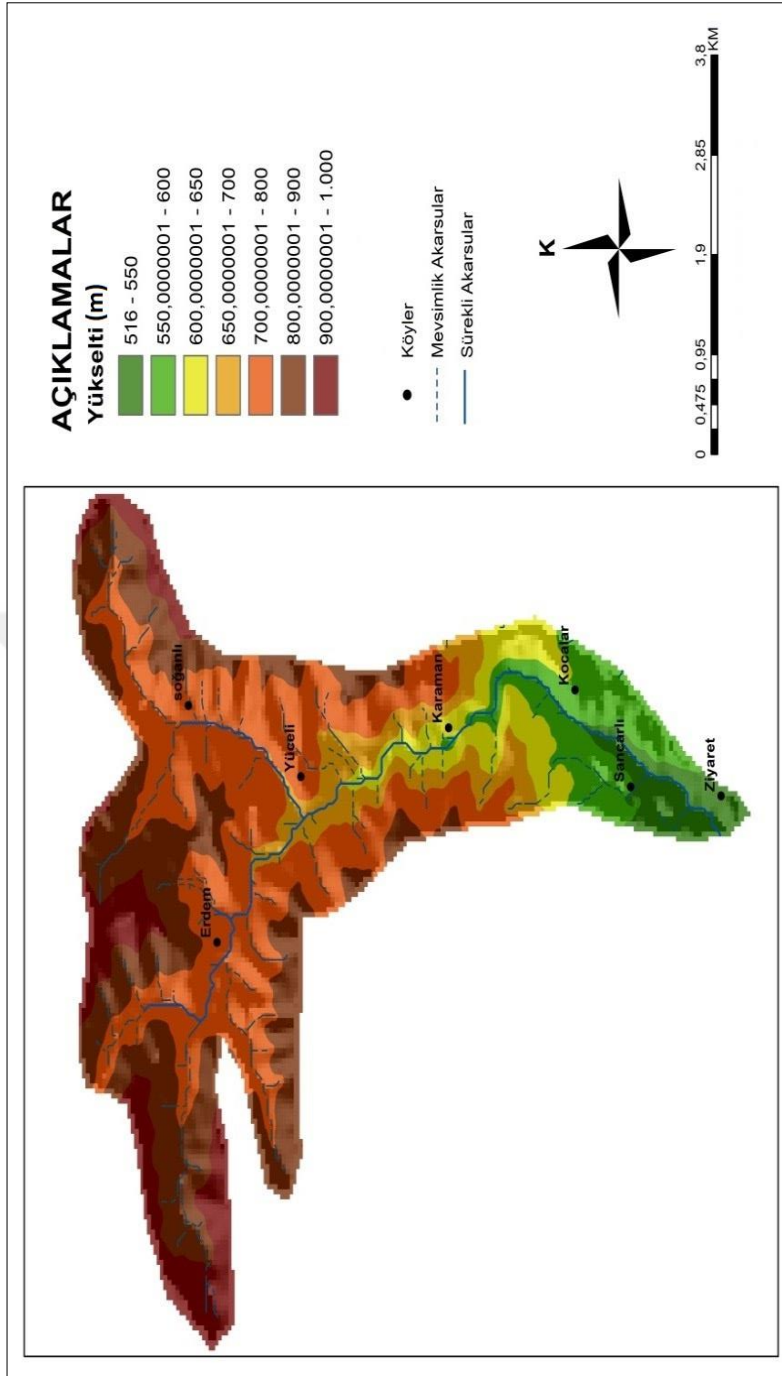 AÇIKLAMALAR
Yükselti (m)
516 - 550
550,0000001 - 600
600,0000001 - 650
650,0000001 - 700
700,0000001 - 800
800,0000001 - 900
900,0000001 - 1.000
Köyler
Mevsimlik Akarsular
Sürekli Akarsular
K
0 0,475 0,95 1,9 2,85 3,8
KM
soğanlı
Erdem
Yüceli
Karaman
Kocalar
Sarıçarlı
Ziyaret